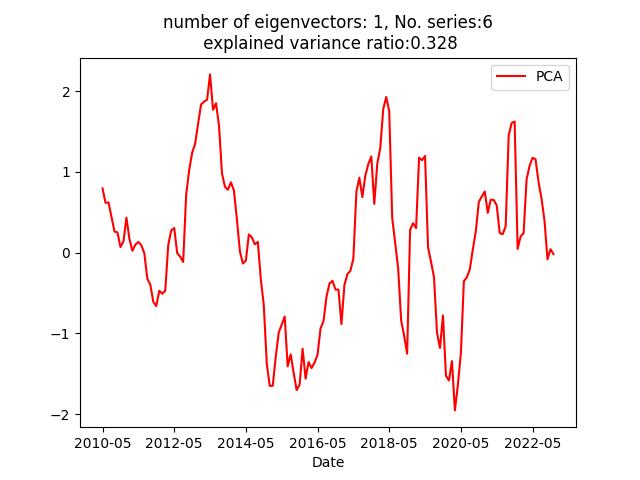 number of eigenvectors: 1, No. series:6
explained variance ratio:0.328
PCA
2
1
0
−1
−2
2010-05 2012-05 2014-05 2016-05 2018-05 2020-05 2022-05
Date